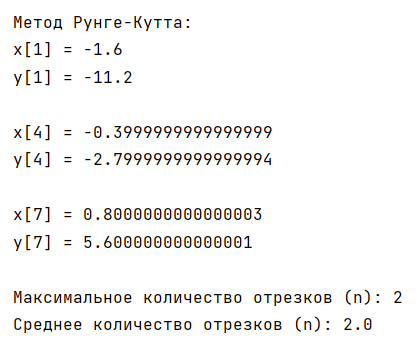 Метод Рунге-Кутта:
x[1] = -1.6
y[1] = -11.2
x[4] = -0.3999999999999999
y[4] = -2.7999999999999994
x[7] = 0.8000000000000003
y[7] = 5.600000000000001
Максимальное количество отрезков (n): 2
Среднее количество отрезков (n): 2.0